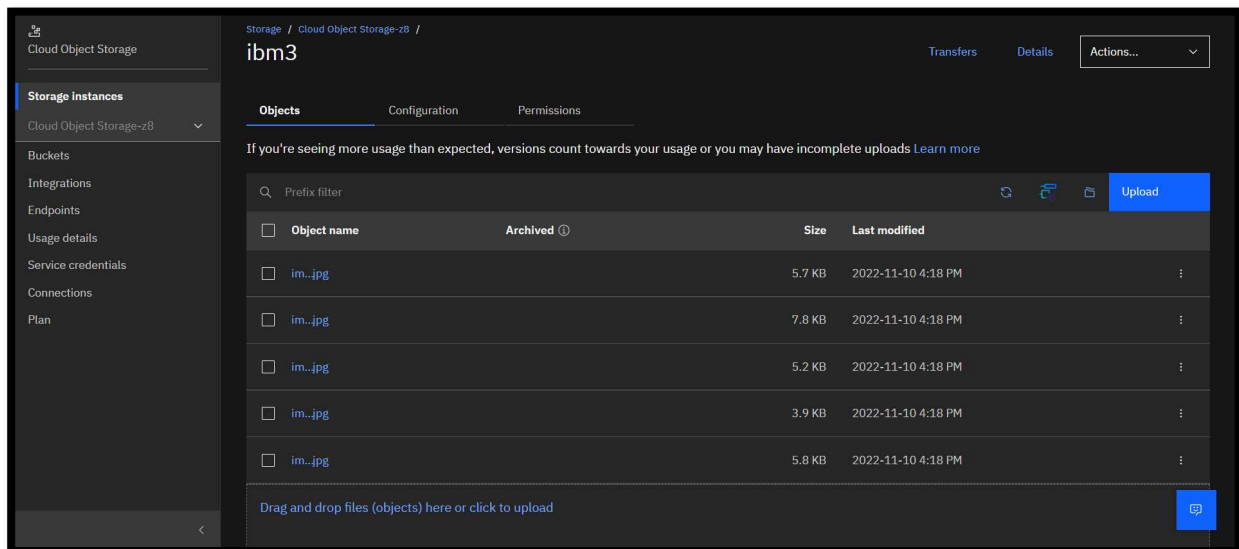 Cloud Object Storage
Storage instances
Cloud Object Storage-z8
Buckets
Integrations
Endpoints
Usage details
Service credentials
Connections
Plan
Storage / Cloud Object Storage-z8 /
ibm3
Transfers Details Actions...
Objects Configuration Permissions
If you're seeing more usage than expected, versions count towards your usage or you may have incomplete uploads Learn more
Prefix filter Upload
Object name Archived Size Last modified
im...jpg 5.7 KB 2022-11-10 4:18 PM
im...jpg 7.8 KB 2022-11-10 4:18 PM
im...jpg 5.2 KB 2022-11-10 4:18 PM
im...jpg 3.9 KB 2022-11-10 4:18 PM
im...jpg 5.8 KB 2022-11-10 4:18 PM
Drag and drop files (objects) here or click to upload